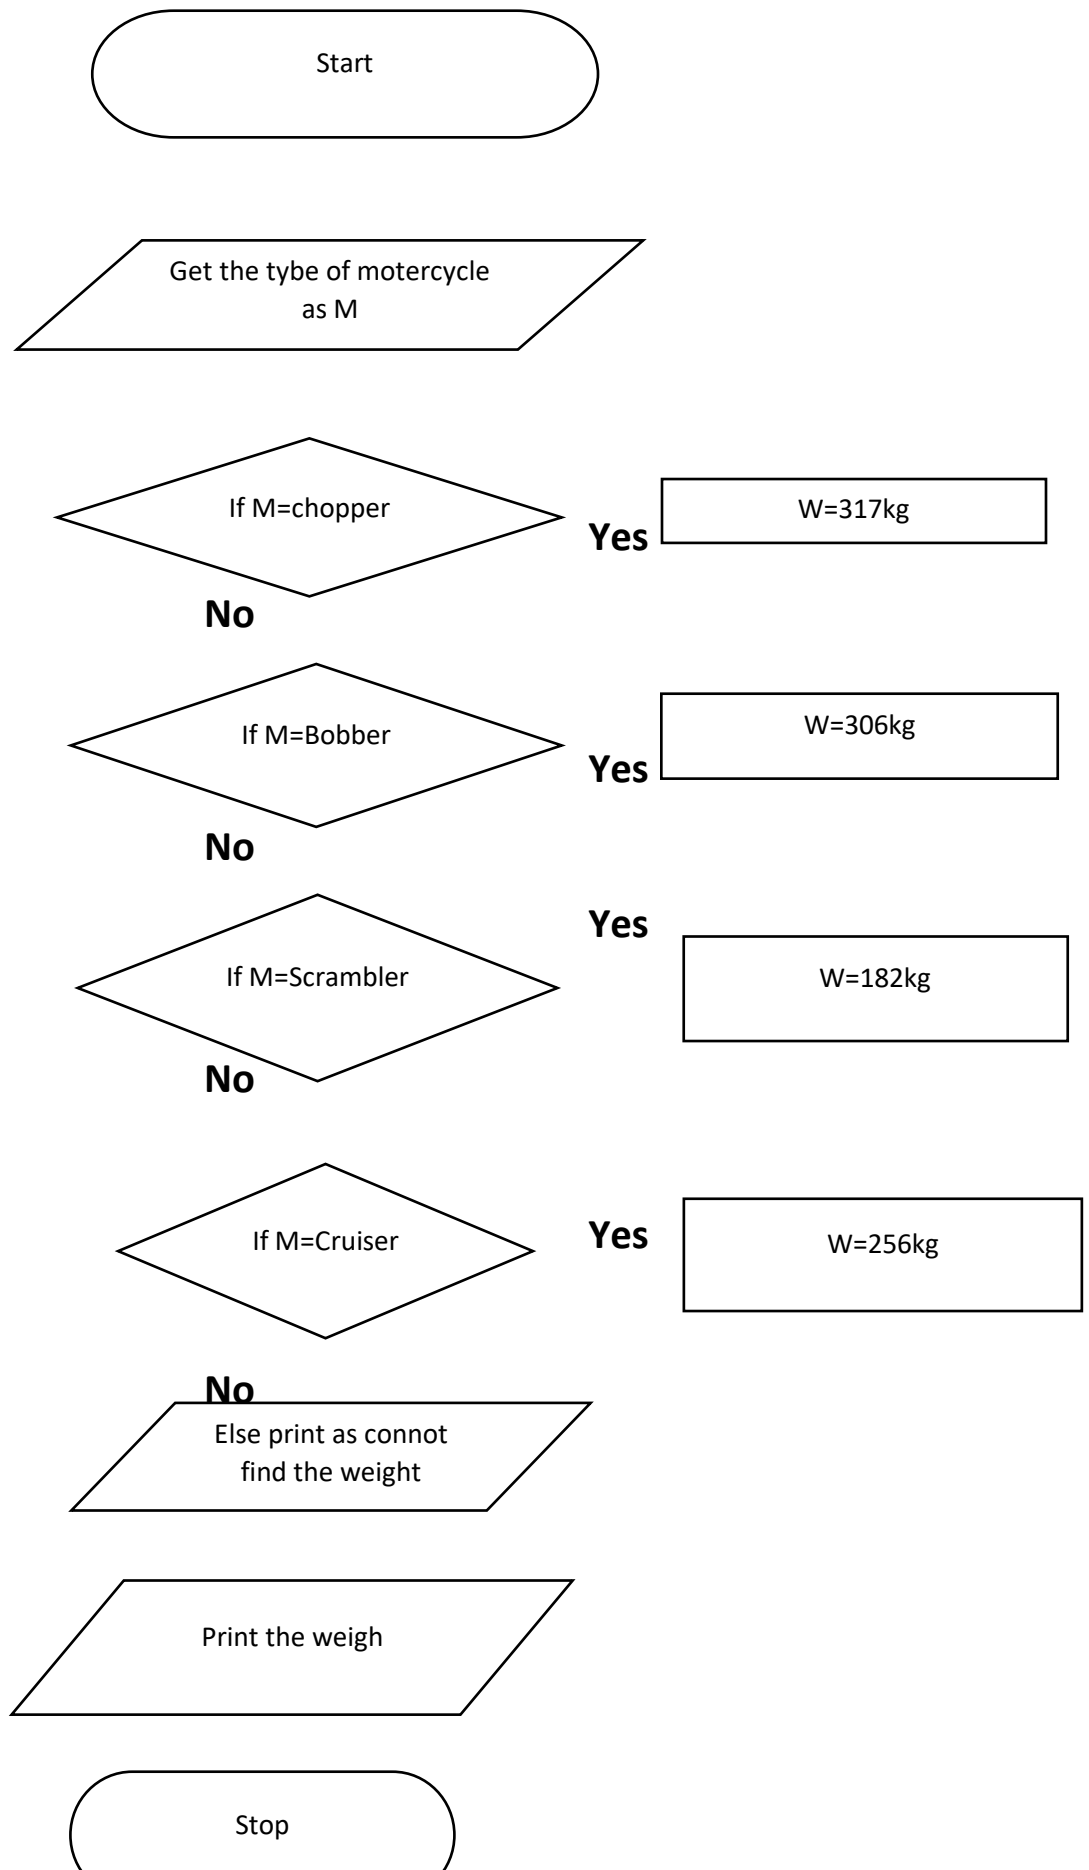 Start
Get the tybe of motercycle
as M
If M=chopper
Yes
W=317kg
No
If M=Bobber
Yes
W=306kg
No
If M=Scrambler
Yes
W=182kg
No
If M=Cruiser
Yes
W=256kg
No
Else print as connot
find the weight
Print the weigh
Stop